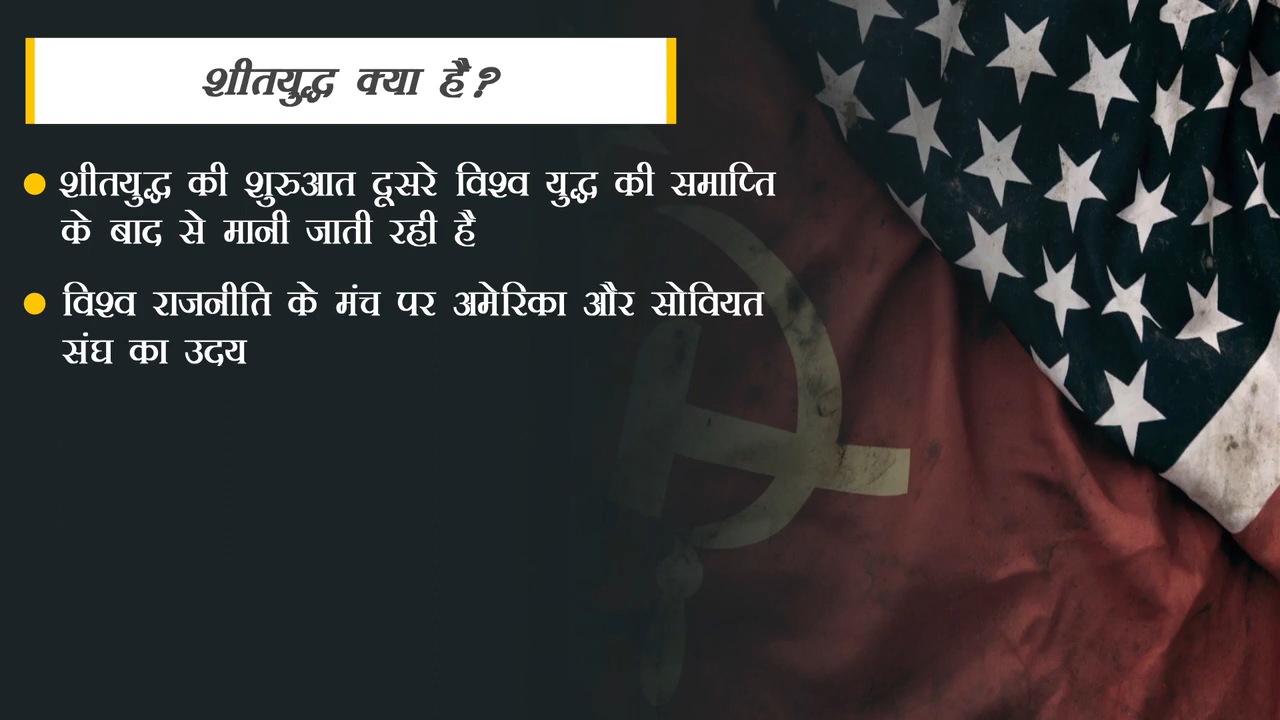 शीतयुद्ध क्या है?
शीतयुद्ध की शुरुआत दूसरे विश्व युद्ध की समाप्ति
के बाद से मानी जाती रही है
विश्व राजनीति के मंच पर अमेरिका और सोवियत
संघ का उदय